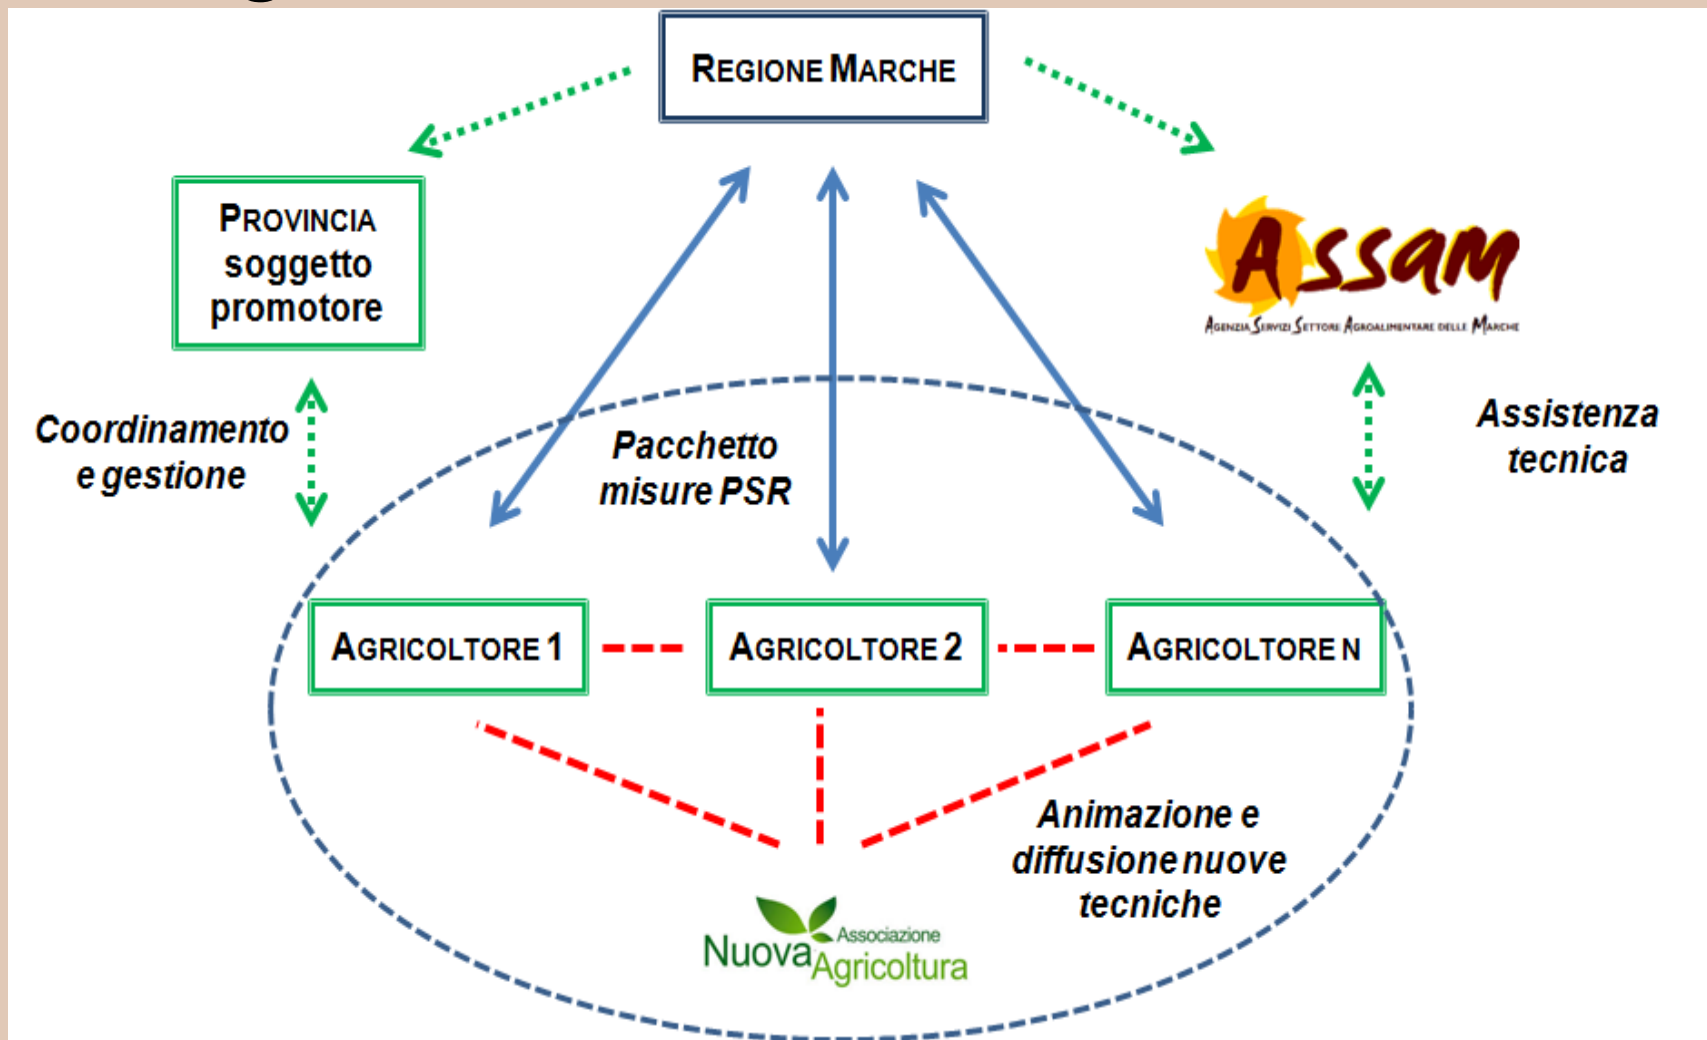 REGIONE MARCHE
PROVINCIA
soggetto
promotore
ASSAM
AGENZIA SERVIZI SETTORE AGROALIMENTARE DELLE MARCHE
Coordinamento
e gestione
Pacchetto
misure PSR
Assistenza
tecnica
AGRICOLTORE 1
AGRICOLTORE 2
AGRICOLTORE N
Animazione e
diffusione nuove
tecniche
Associazione
Nuova
Agricoltura